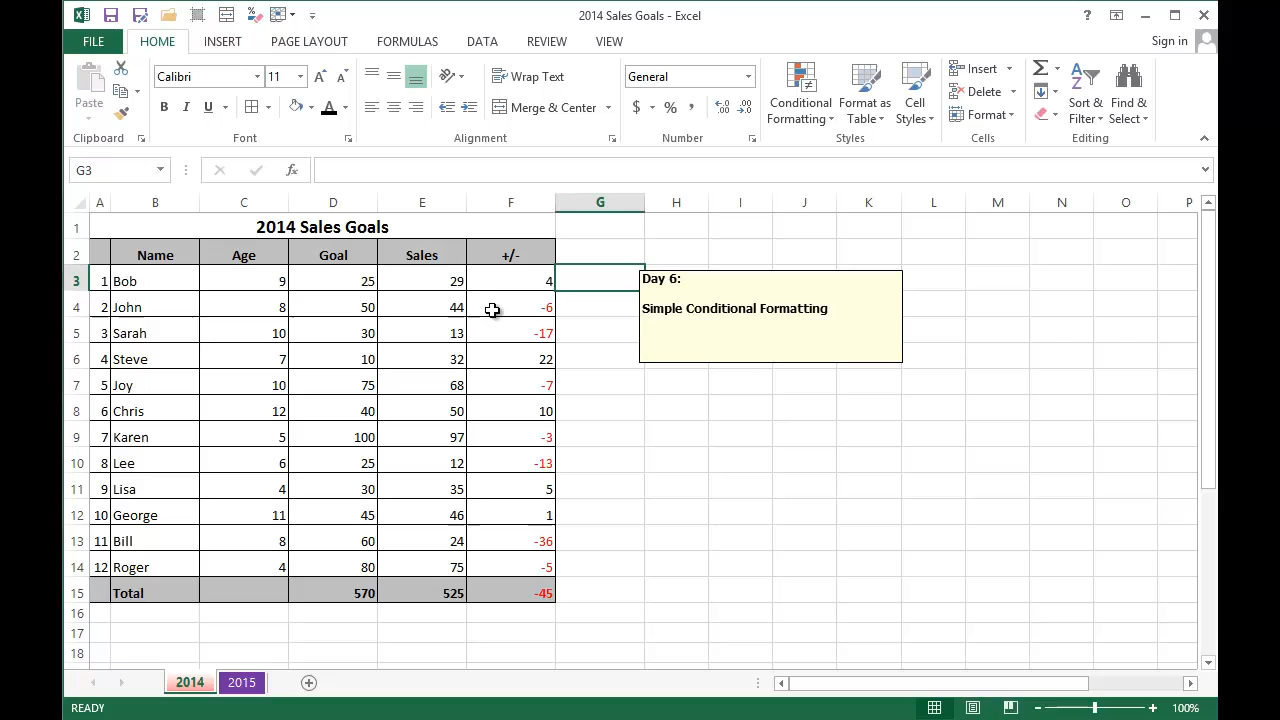 2014 Sales Goals - Excel
?
FILE HOME INSERT PAGE LAYOUT FORMULAS DATA REVIEW VIEW Sign in
Paste
Calibri 11 A A
B I U A
Wrap Text
Merge & Center
General
$ % , .00 .0
Conditional Formatting
Format as Table
Cell Styles
Insert
Delete
Format
Sort & Filter
Find & Select
Clipboard Font Alignment Number Styles Cells Editing
G3 fx
A B C D E F G H I J K L M N O P
1 2014 Sales Goals
2 Name Age Goal Sales +/-
3 1 Bob 9 25 29 4
4 2 John 8 50 44 -6
5 3 Sarah 10 30 13 -17
6 4 Steve 7 10 32 22
7 5 Joy 10 75 68 -7
8 6 Chris 12 40 50 10
9 7 Karen 5 100 97 -3
10 8 Lee 6 25 12 -13
11 9 Lisa 4 30 35 5
12 10 George 11 45 46 1
13 11 Bill 8 60 24 -36
14 12 Roger 4 80 75 -5
15 Total 570 525 -45
16
17
18
Day 6:
Simple Conditional Formatting
2014 2015
READY 100%